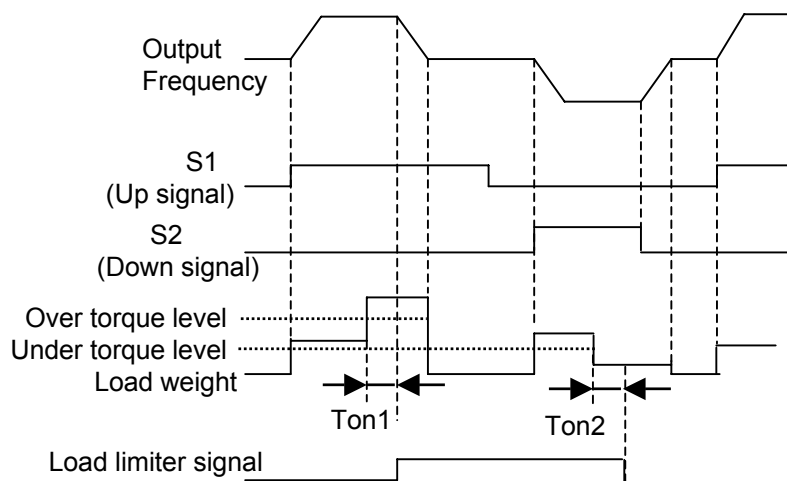 Output
Frequency
S1
(Up signal)
S2
(Down signal)
Over torque level
Under torque level
Load weight
Ton1
Ton2
Load limiter signal